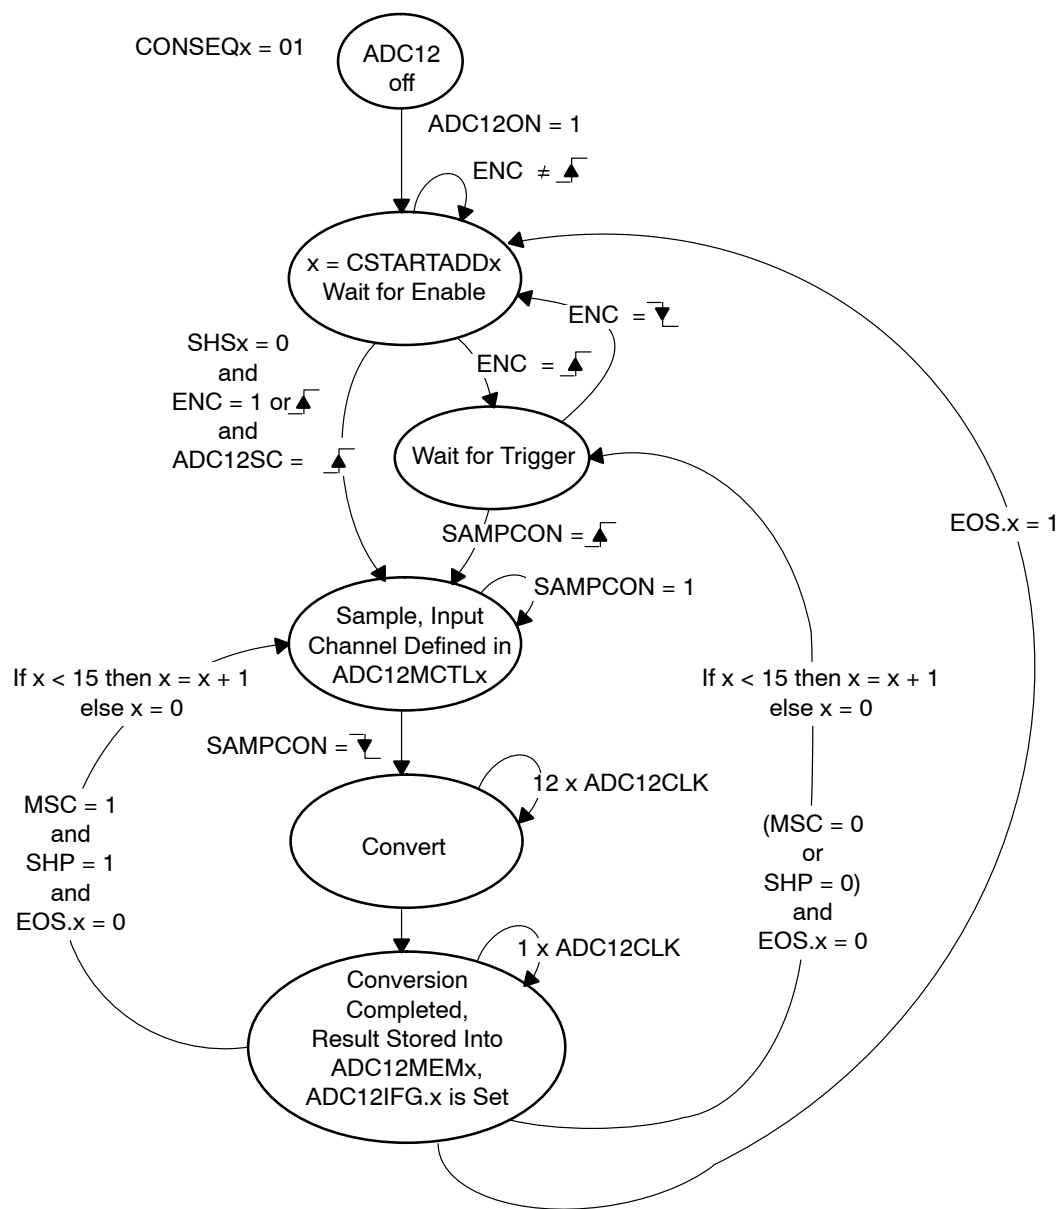 CONSEQx = 01
ADC12
off
ADC12ON = 1
ENC ≠
x = CSTARTADDx
Wait for Enable
ENC =
SHSx = 0
and
ENC = 1 or
and
ADC12SC =
ENC =
Wait for Trigger
EOS.x = 1
SAMPCON =
SAMPCON = 1
Sample, Input
Channel Defined in
ADC12MCTLx
If x < 15 then x = x + 1
else x = 0
If x < 15 then x = x + 1
else x = 0
SAMPCON =
12 x ADC12CLK
MSC = 1
and
SHP = 1
and
EOS.x = 0
Convert
(MSC = 0
or
SHP = 0)
and
EOS.x = 0
1 x ADC12CLK
Conversion
Completed,
Result Stored Into
ADC12MEMx,
ADC12IFG.x is Set